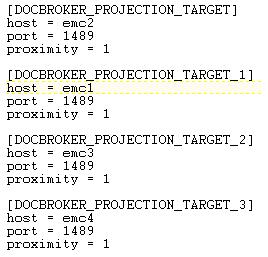 [DOCBROKER_PROJECTION_TARGET]
host = emc2
port = 1489
proximity = 1
[DOCBROKER_PROJECTION_TARGET_1]
host = emc1
port = 1489
proximity = 1
[DOCBROKER_PROJECTION_TARGET_2]
host = emc3
port = 1489
proximity = 1
[DOCBROKER_PROJECTION_TARGET_3]
host = emc4
port = 1489
proximity = 1